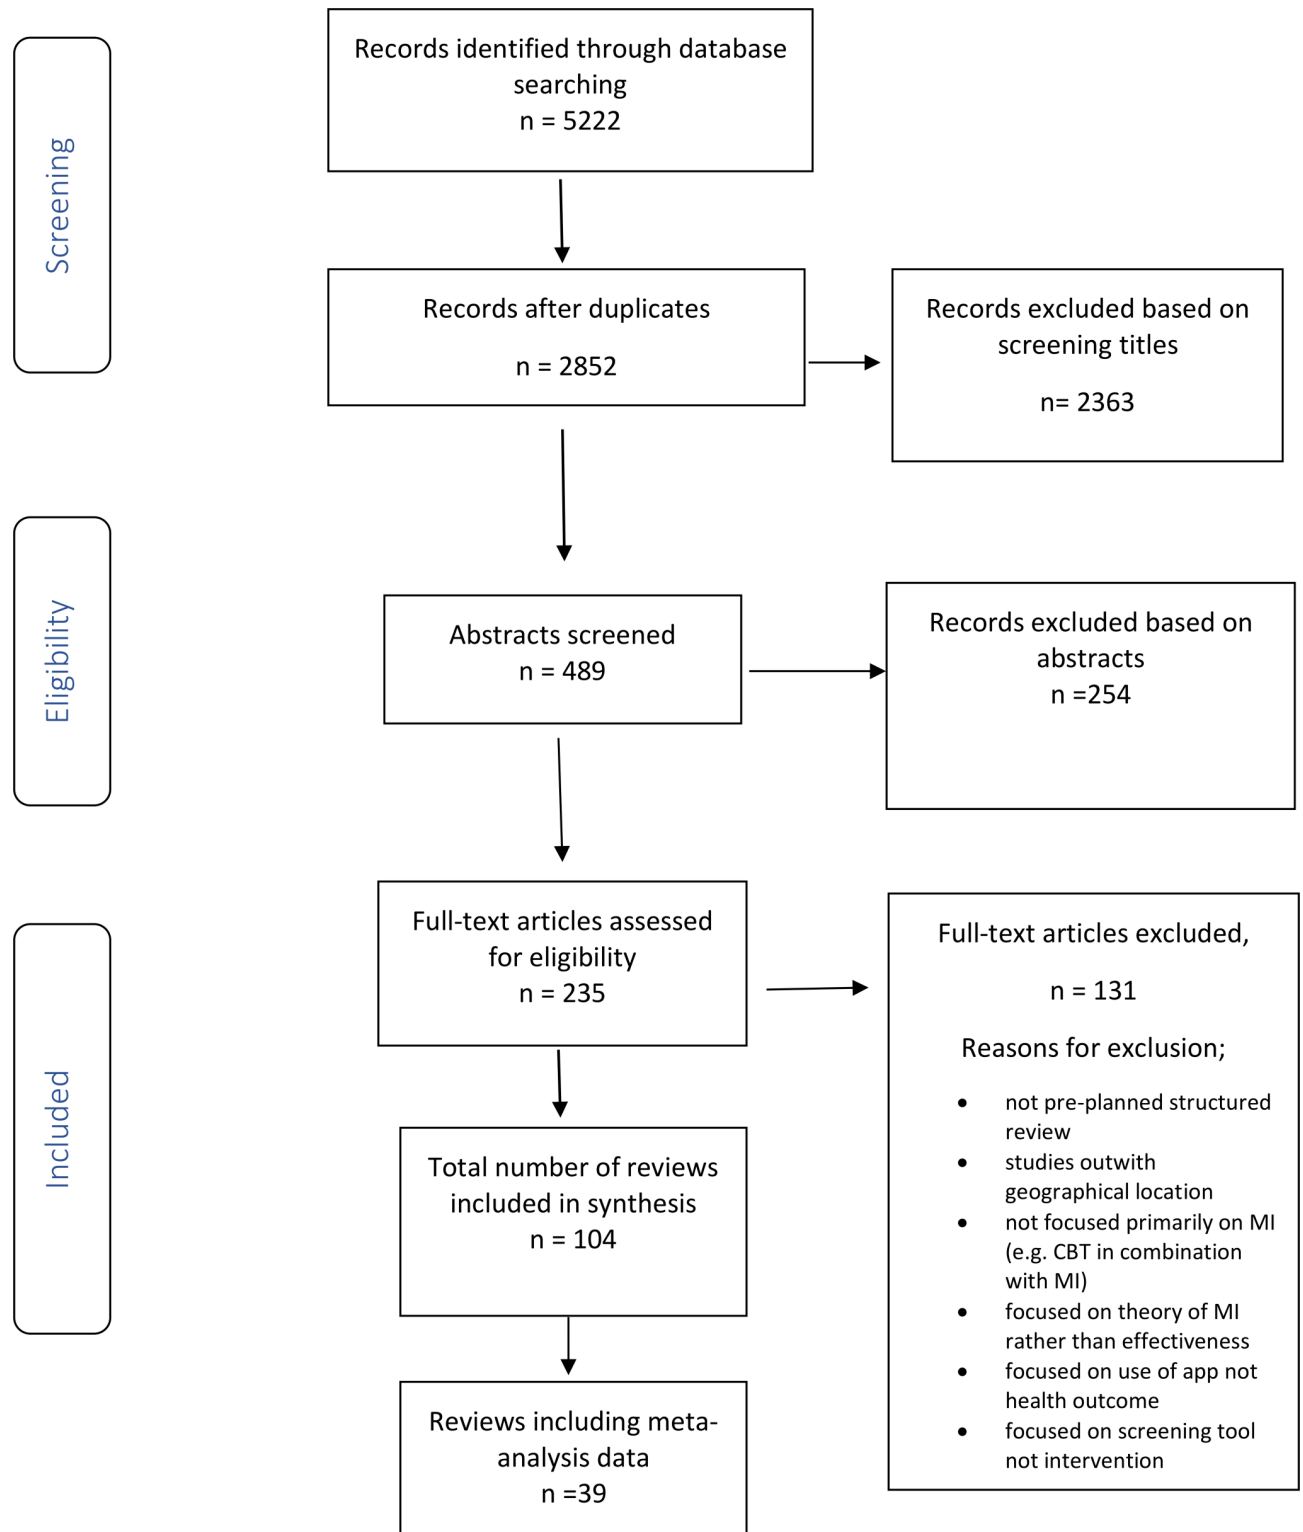 Screening
Records identified through database
searching
n = 5222
Records after duplicates
n = 2852
Records excluded based on
screening titles
n= 2363
Eligibility
Abstracts screened
n = 489
Records excluded based on
abstracts
n =254
Included
Full-text articles assessed
for eligibility
n = 235
Full-text articles excluded,
n = 131
Reasons for exclusion;
• not pre-planned structured
review
• studies outwith
geographical location
• not focused primarily on MI
(e.g. CBT in combination
with MI)
• focused on theory of MI
rather than effectiveness
• focused on use of app not
health outcome
• focused on screening tool
not intervention
Total number of reviews
included in synthesis
n = 104
Reviews including meta-
analysis data
n =39